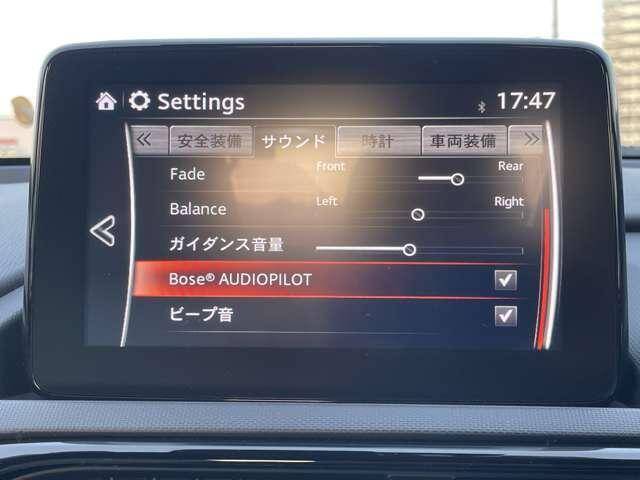 Settings 17:47
≪ 安全装備 サウンド 時計 車両装備 ≫
Fade Front Rear
Balance Left Right
ガイダンス音量
Bose® AUDIOPILOT
ビープ音